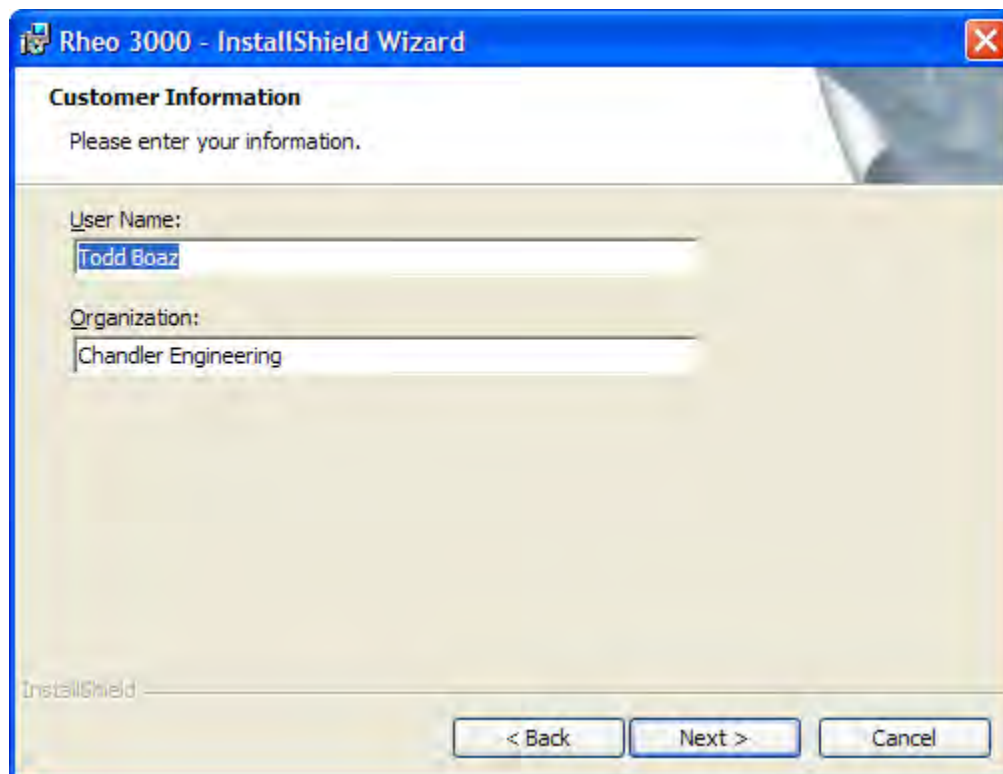 Rheo 3000 - InstallShield Wizard
Customer Information
Please enter your information.
User Name:
Todd Boaz
Organization:
Chandler Engineering
InstallShield
< Back
Next >
Cancel